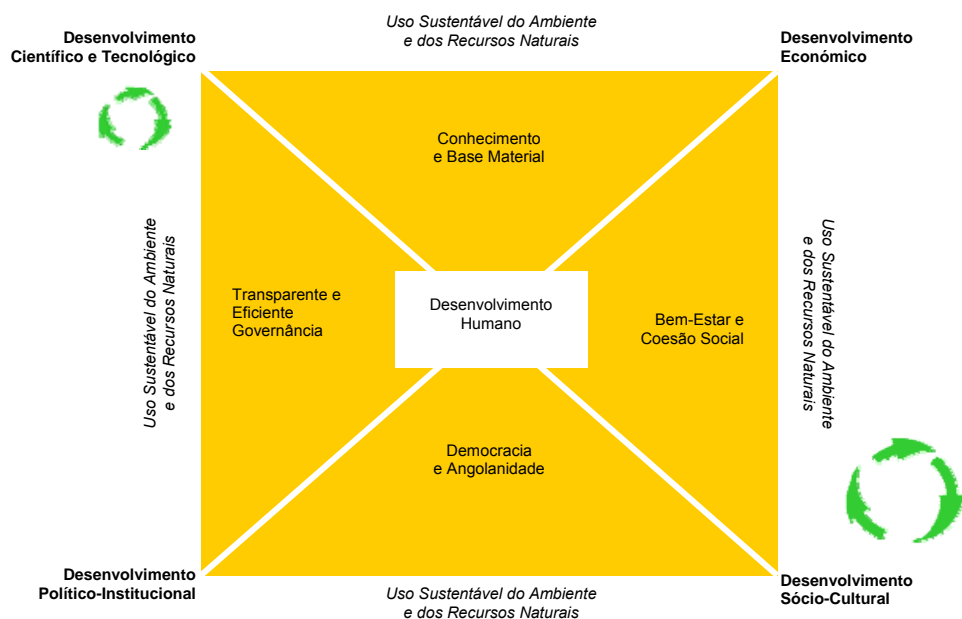 Uso Sustentável do Ambiente
e dos Recursos Naturais
Desenvolvimento
Científico e Tecnológico
Desenvolvimento
Económico
Conhecimento
e Base Material
Uso Sustentável do Ambiente
e dos Recursos Naturais
Transparente e
Eficiente
Governância
Desenvolvimento
Humano
Bem-Estar e
Coesão Social
Uso Sustentável do Ambiente
e dos Recursos Naturais
Democracia
e Angolanidade
Desenvolvimento
Político-Institucional
Uso Sustentável do Ambiente
e dos Recursos Naturais
Desenvolvimento
Sócio-Cultural